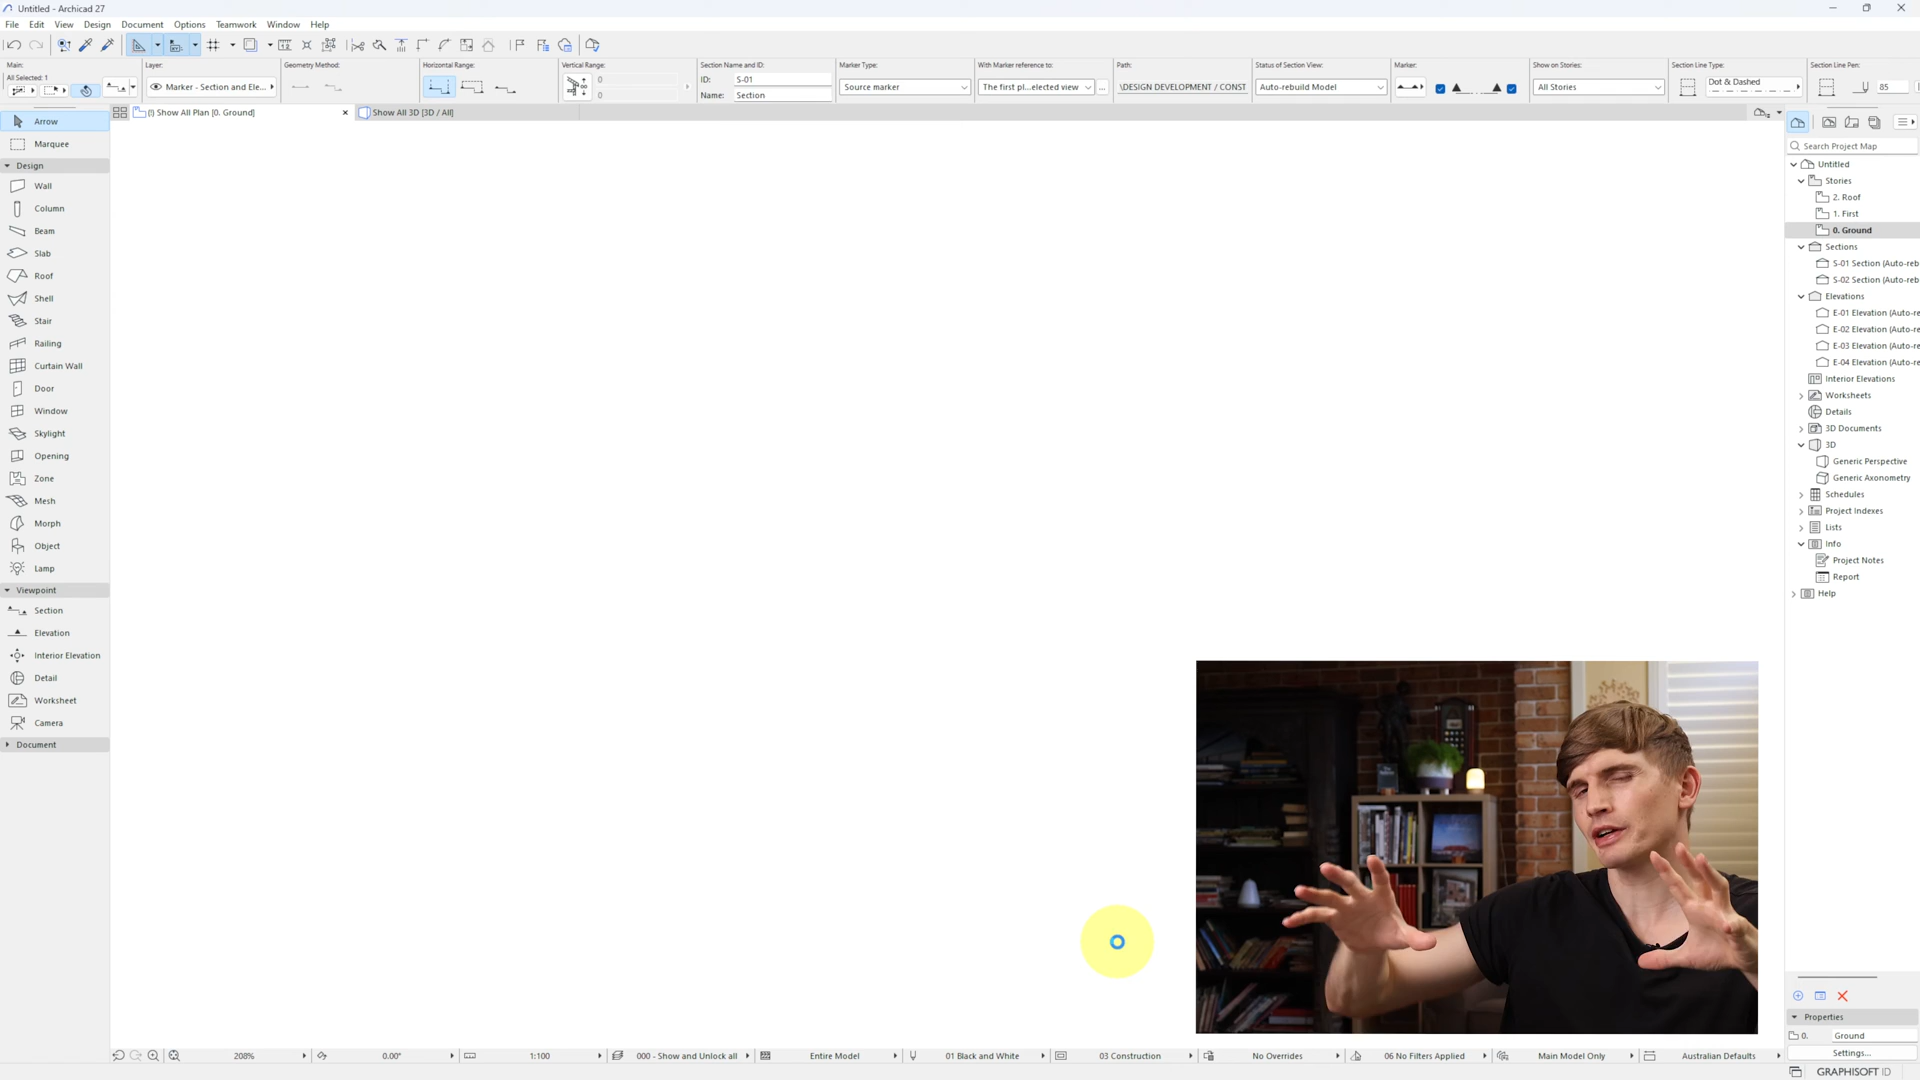 Untitled - Archicad 27
File Edit View Design Document Options Teamwork Window Help
Main: Layer: Geometry Method: Horizontal Range: Vertical Range: Section Name and ID: Marker Type: With Marker reference to: Path: Status of Section View: Marker: Show on Stories: Section Line Type: Section Line Pen:
All Selected: 1
ID: S-01
0
Dot & Dashed
Marker - Section and Ele... Source marker The first pl...elected view ... \DESIGN DEVELOPMENT / CONST Auto-rebuild Model All Stories 85
0
Name: Section
(!) Show All Plan [0. Ground] Show All 3D [3D / All]
Arrow
Marquee
Design
Wall
Column
Beam
Slab
Roof
Shell
Stair
Railing
Curtain Wall
Door
Window
Skylight
Opening
Zone
Mesh
Morph
Object
Lamp
Viewpoint
Section
Elevation
Interior Elevation
Detail
Worksheet
Camera
Document
Search Project Map
Untitled
Stories
2. Roof
1. First
0. Ground
Sections
S-01 Section (Auto-reb
S-02 Section (Auto-reb
Elevations
E-01 Elevation (Auto-re
E-02 Elevation (Auto-re
E-03 Elevation (Auto-re
E-04 Elevation (Auto-re
Interior Elevations
Worksheets
Details
3D Documents
3D
Generic Perspective
Generic Axonometry
Schedules
Project Indexes
Lists
Info
Project Notes
Report
Help
Properties
0. Ground
Settings...
208% 0.00° 1:100 000 - Show and Unlock all Entire Model 01 Black and White 03 Construction No Overrides 06 No Filters Applied Main Model Only Australian Defaults
GRAPHISOFT ID